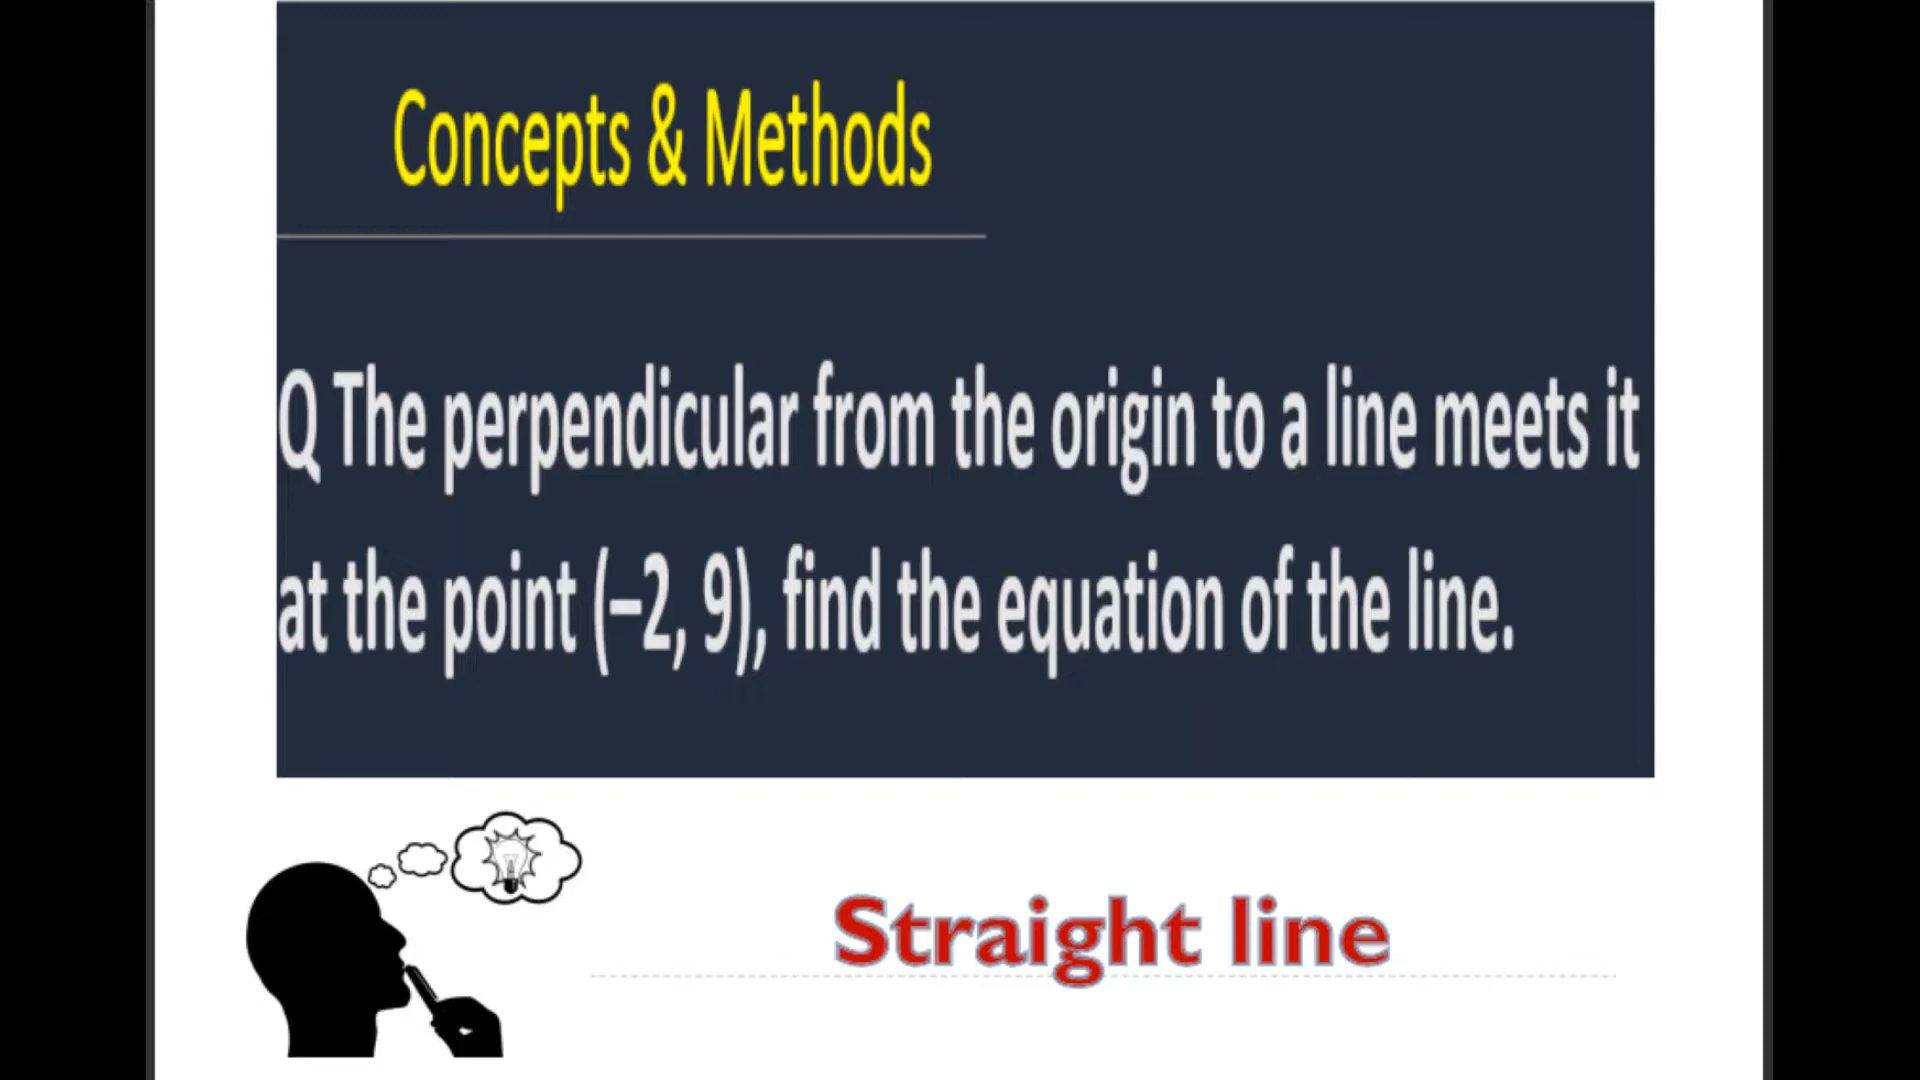 Concepts & Methods
Q The perpendicular from the origin to a line meets it
at the point (–2, 9), find the equation of the line.
Straight line